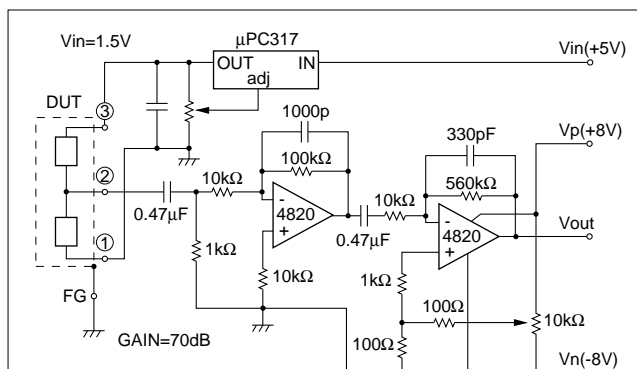 Vin=1.5V
μPC317
OUT
IN
adj
Vin(+5V)
DUT
3
1000p
330pF
Vp(+8V)
100kΩ
560kΩ
2
10kΩ
10kΩ
-
4820
+
-
4820
+
0.47μF
0.47μF
Vout
1
1kΩ
10kΩ
1kΩ
100Ω
10kΩ
FG
GAIN=70dB
100Ω
Vn(-8V)